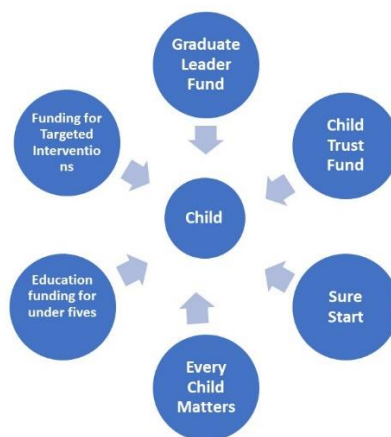 Graduate
Leader
Fund
Child
Trust
Fund
Sure
Start
Every
Child
Matters
Education
funding for
under fives
Funding for
Targeted
Interventio
ns
Child